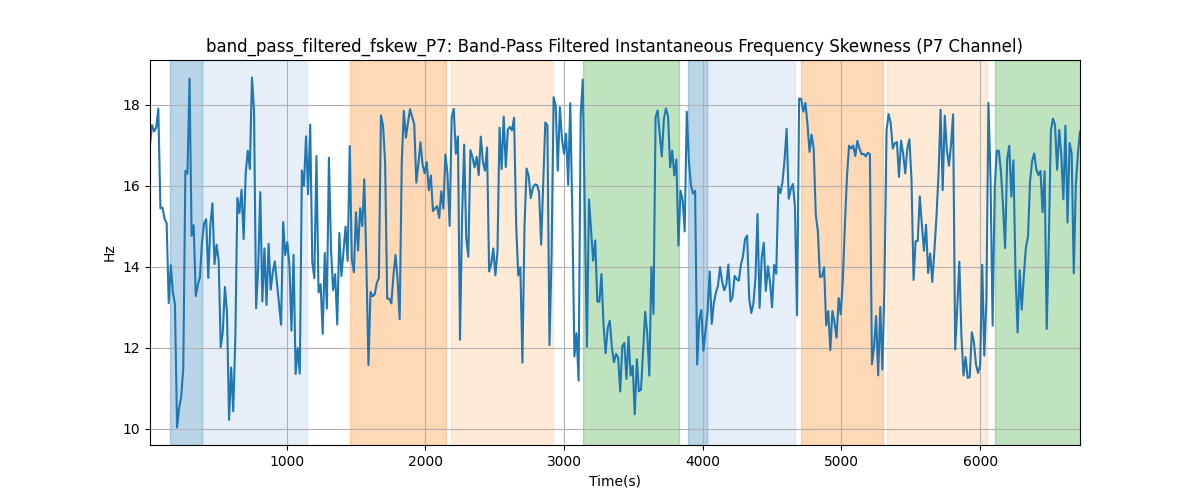 band_pass_filtered_fskew_P7: Band-Pass Filtered Instantaneous Frequency Skewness (P7 Channel)
18
16
14
12
10
Hz
1000 2000 3000 4000 5000 6000
Time(s)